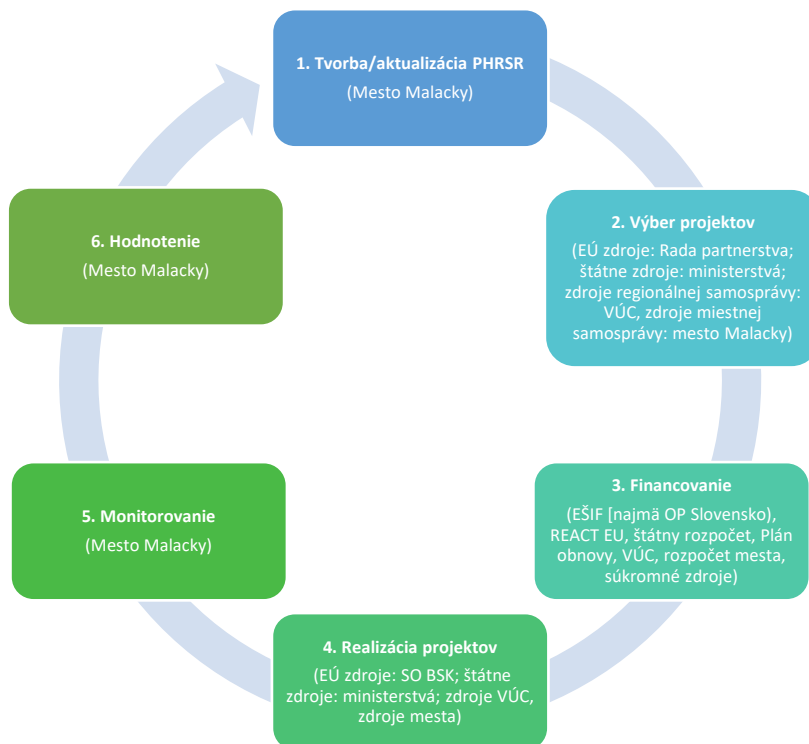 1. Tvorba/aktualizácia PHRSR
(Mesto Malacky)
2. Výber projektov
(EÚ zdroje: Rada partnerstva;
štátne zdroje: ministerstvá;
zdroje regionálnej samosprávy:
VÚC, zdroje miestnej
samosprávy: mesto Malacky)
3. Financovanie
(EŠIF [najmä OP Slovensko),
REACT EU, štátny rozpočet, Plán
obnovy, VÚC, rozpočet mesta,
súkromné zdroje)
4. Realizácia projektov
(EÚ zdroje: SO BSK; štátne
zdroje: ministerstvá; zdroje VÚC,
zdroje mesta)
5. Monitorovanie
(Mesto Malacky)
6. Hodnotenie
(Mesto Malacky)